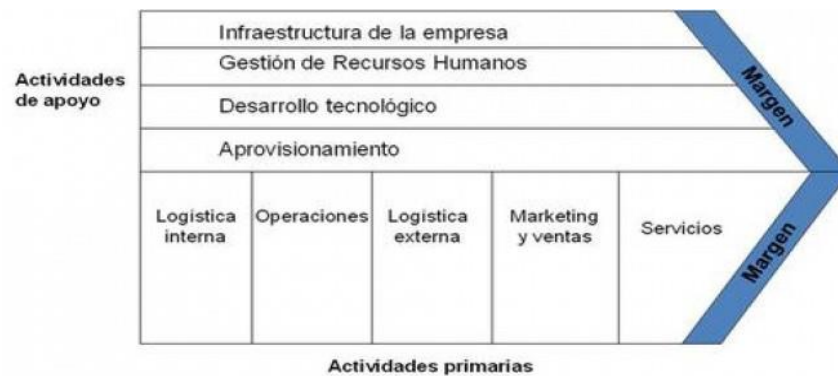 Infraestructura de la empresa
Gestión de Recursos Humanos
Actividades
de apoyo
Desarrollo tecnológico
Aprovisionamiento
Margen
Logística
interna
Operaciones
Logística
externa
Marketing
y ventas
Servicios
Margen
Actividades primarias